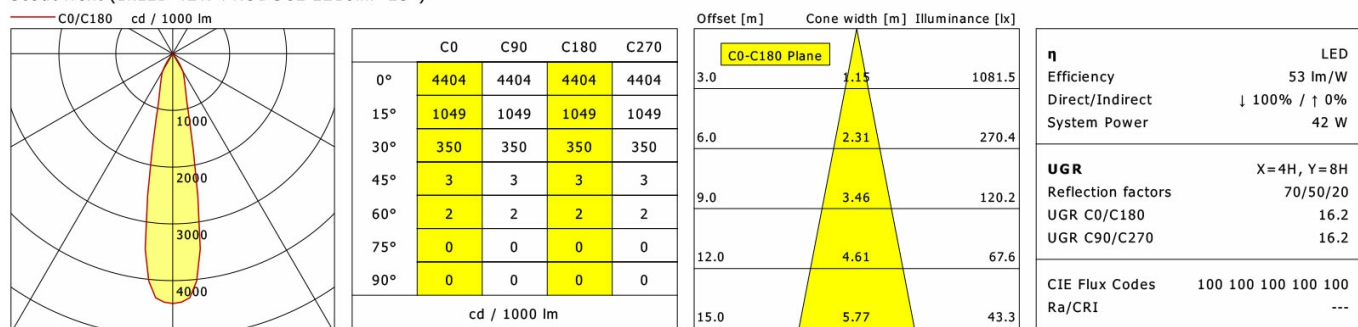 C0/C180 cd / 1000 lm
1000
2000
3000
4000
C0 C90 C180 C270
0° 4404 4404 4404 4404
15° 1049 1049 1049 1049
30° 350 350 350 350
45° 3 3 3 3
60° 2 2 2 2
75° 0 0 0 0
90° 0 0 0 0
cd / 1000 lm
Offset [m] Cone width [m] Illuminance [lx]
C0-C180 Plane
3.0 1.15 1081.5
6.0 2.31 270.4
9.0 3.46 120.2
12.0 4.61 67.6
15.0 5.77 43.3
η LED
Efficiency 53 lm/W
Direct/Indirect ↓ 100% / ↑ 0%
System Power 42 W
UGR X=4H, Y=8H
Reflection factors 70/50/20
UGR C0/C180 16.2
UGR C90/C270 16.2
CIE Flux Codes 100 100 100 100 100
Ra/CRI ---